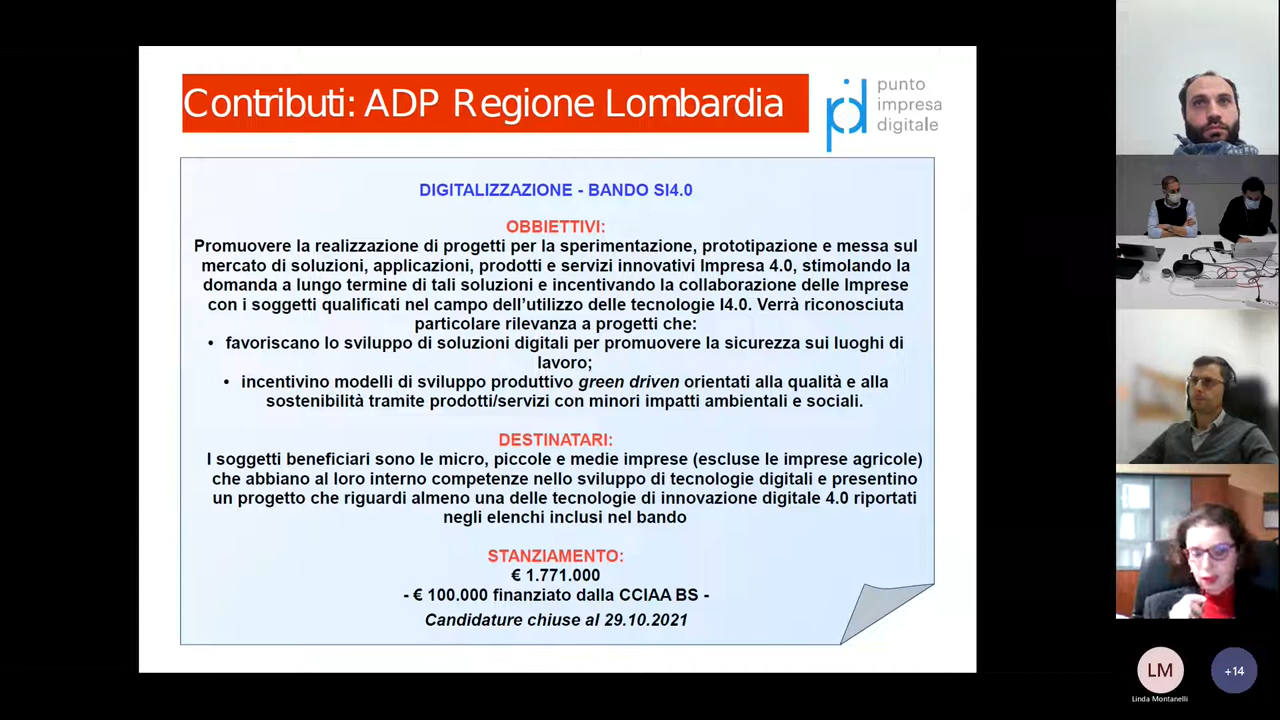 Contributi: ADP Regione Lombardia
punto
impresa
digitale
pid
DIGITALIZZAZIONE - BANDO SI4.0
OBBIETTIVI:
Promuovere la realizzazione di progetti per la sperimentazione, prototipazione e messa sul
mercato di soluzioni, applicazioni, prodotti e servizi innovativi Impresa 4.0, stimolando la
domanda a lungo termine di tali soluzioni e incentivando la collaborazione delle Imprese
con i soggetti qualificati nel campo dell'utilizzo delle tecnologie I4.0. Verrà riconosciuta
particolare rilevanza a progetti che:
• favoriscano lo sviluppo di soluzioni digitali per promuovere la sicurezza sui luoghi di
lavoro;
• incentivino modelli di sviluppo produttivo green driven orientati alla qualità e alla
sostenibilità tramite prodotti/servizi con minori impatti ambientali e sociali.
DESTINATARI:
I soggetti beneficiari sono le micro, piccole e medie imprese (escluse le imprese agricole)
che abbiano al loro interno competenze nello sviluppo di tecnologie digitali e presentino
un progetto che riguardi almeno una delle tecnologie di innovazione digitale 4.0 riportati
negli elenchi inclusi nel bando
STANZIAMENTO:
€ 1.771.000
- € 100.000 finanziato dalla CCIAA BS -
Candidature chiuse al 29.10.2021
LM
+14
Linda Montanelli